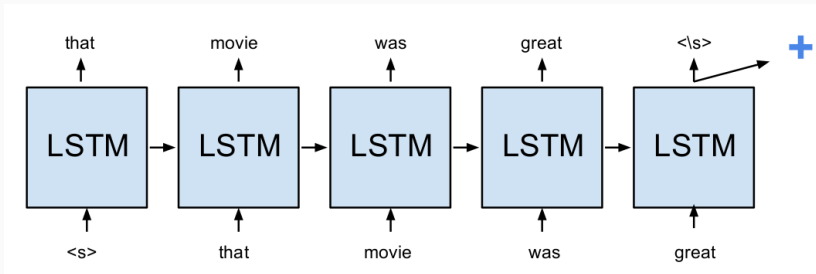 that movie was great <\s>
+
LSTM LSTM LSTM LSTM LSTM
<s> that movie was great